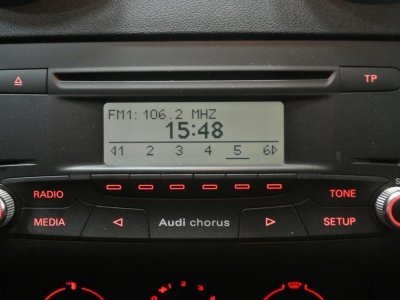 TP
FM1: 106.2 MHZ
15:48
1 2 3 4 5 6
RADIO TONE
MEDIA Audi chorus SETUP